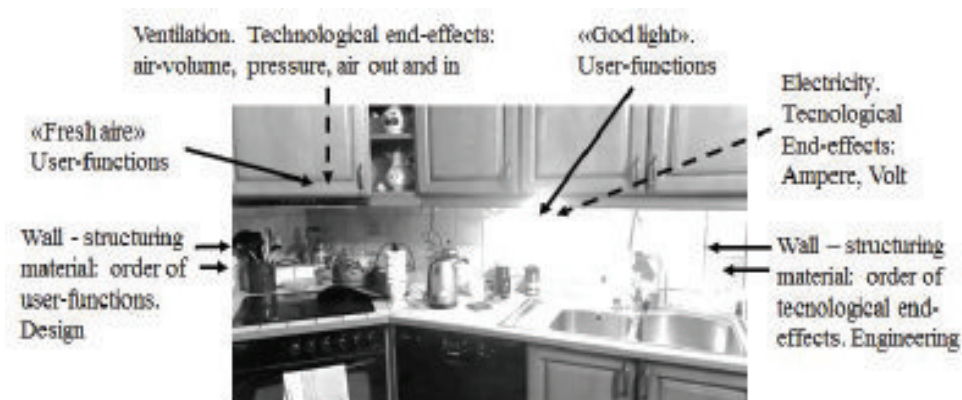 Ventilation. Technological end-effects:
air-volume, pressure, air out and in
«God light».
User-functions
Electricity.
Tecnological
End-effects:
Ampere, Volt
«Fresh aire»
User-functions
Wall - structuring
material: order of
user-functions.
Design
Wall – structuring
material: order of
tecnological end-
effects. Engineering